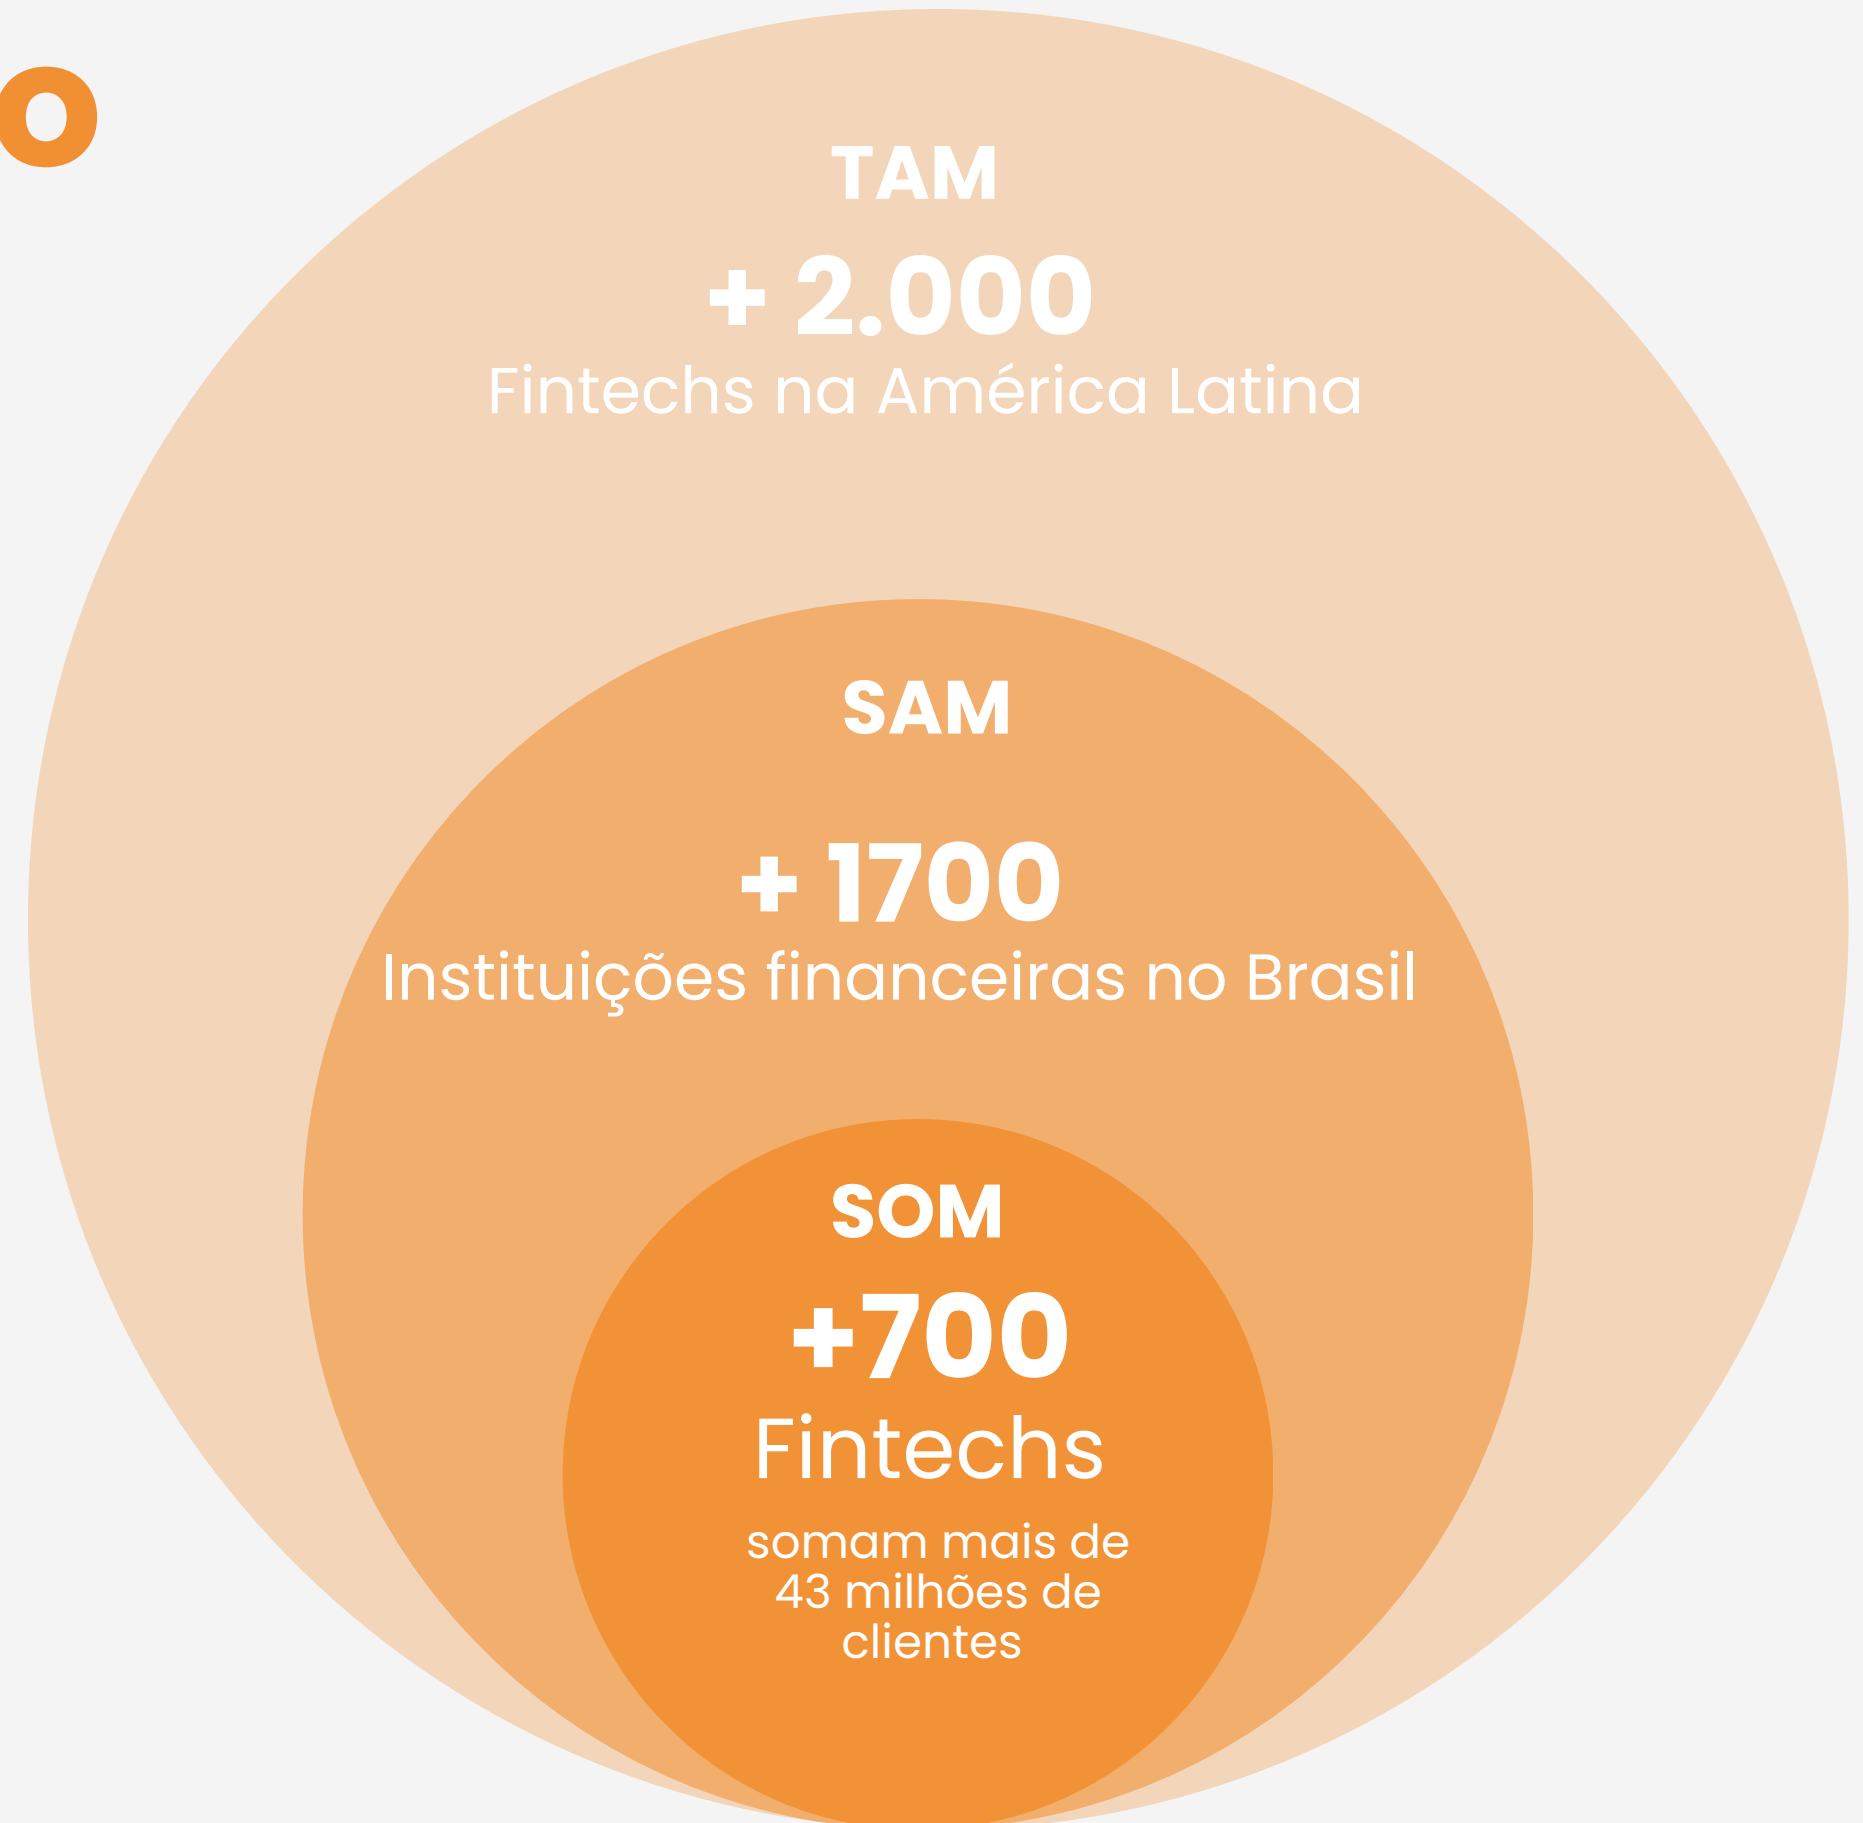 o
TAM
+ 2.000
Fintechs na América Latina
SAM
+ 1700
Instituições financeiras no Brasil
SOM
+700
Fintechs
somam mais de
43 milhões de
clientes